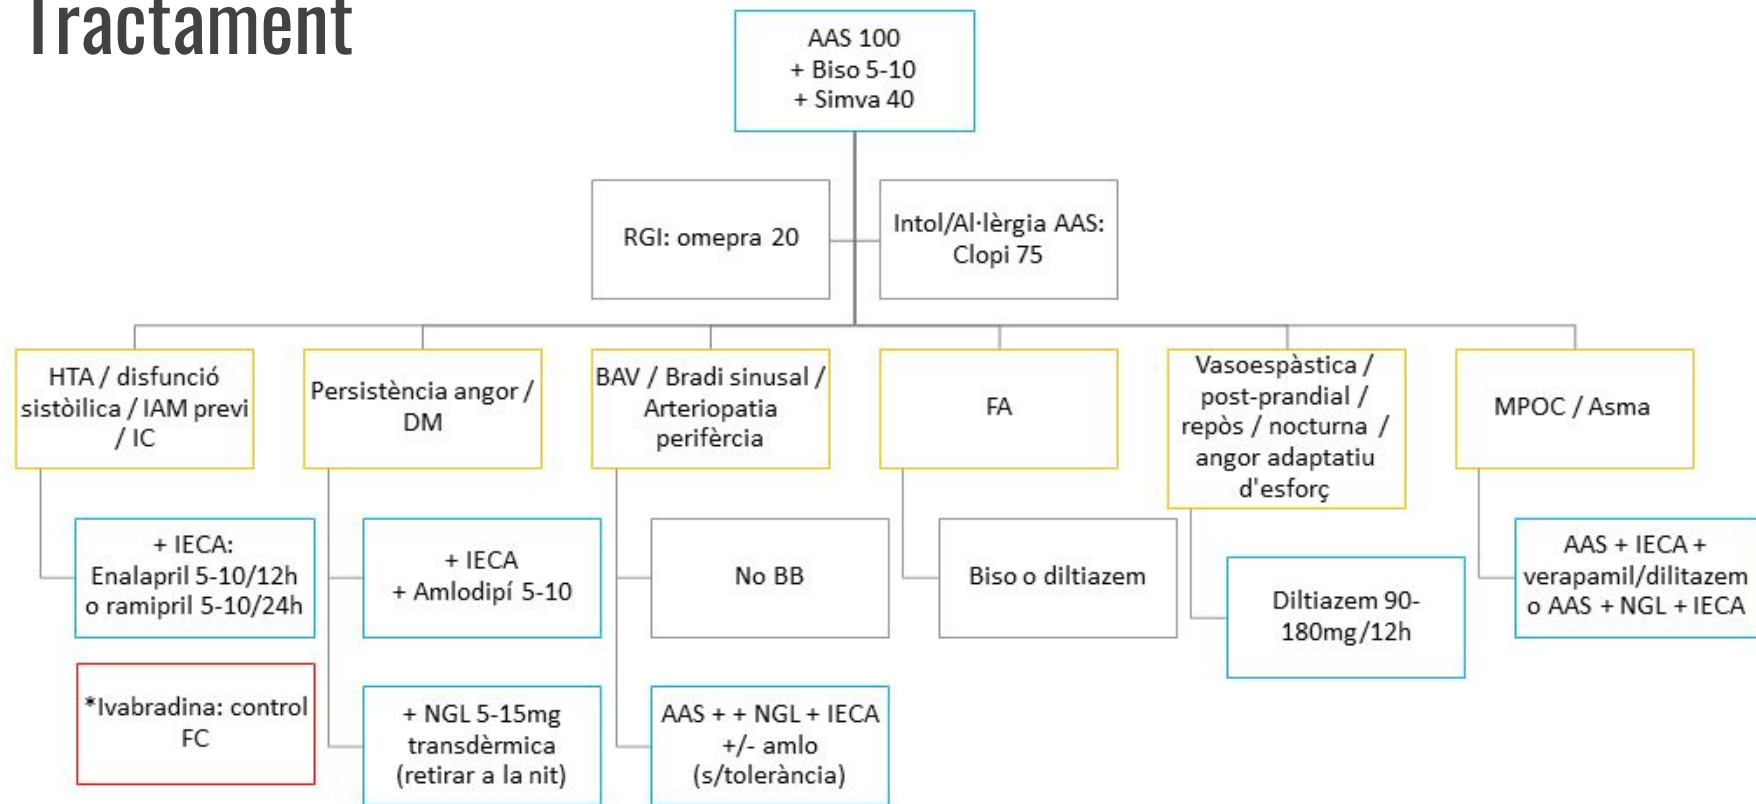 Tractament
AAS 100
+ Biso 5-10
+ Simva 40
RGI: omepra 20
Intol/Al·lèrgia AAS:
Clopi 75
HTA / disfunció
sistòilica / IAM previ
/ IC
Persistència angor /
DM
BAV / Bradi sinusal /
Arteriopatia
perifèrcia
FA
Vasoespàstica /
post-prandial /
repòs / nocturna /
angor adaptatiu
d'esforç
MPOC / Asma
+ IECA:
Enalapril 5-10/12h
o ramipril 5-10/24h
+ IECA
+ Amlodipí 5-10
No BB
Biso o diltiazem
Diltiazem 90-
180mg/12h
AAS + IECA +
verapamil/dilitazem
o AAS + NGL + IECA
*Ivabradina: control
FC
+ NGL 5-15mg
transdèrmica
(retirar a la nit)
AAS + + NGL + IECA
+/- amlo
(s/tolerància)